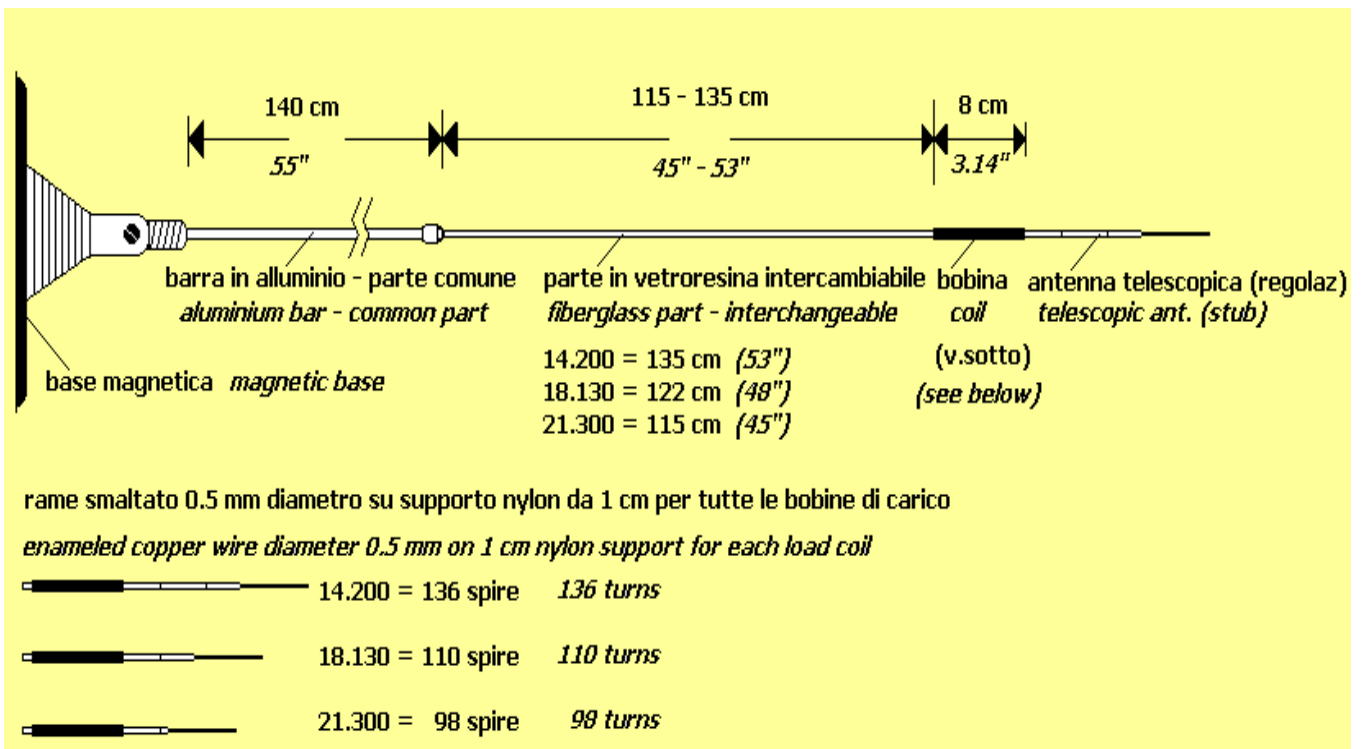 140 cm 115 - 135 cm 8 cm
55" 45" - 53" 3.14"
barra in alluminio - parte comune parte in vetroresina intercambiabile bobina antenna telescopica (regolaz)
aluminium bar - common part fiberglass part - interchangeable coil telescopic ant. (stub)
14.200 = 135 cm (53") (v.sotto)
base magnetica magnetic base 18.130 = 122 cm (48") (see below)
21.300 = 115 cm (45")
rame smaltato 0.5 mm diametro su supporto nylon da 1 cm per tutte le bobine di carico
enameled copper wire diameter 0.5 mm on 1 cm nylon support for each load coil
14.200 = 136 spire 136 turns
18.130 = 110 spire 110 turns
21.300 = 98 spire 98 turns